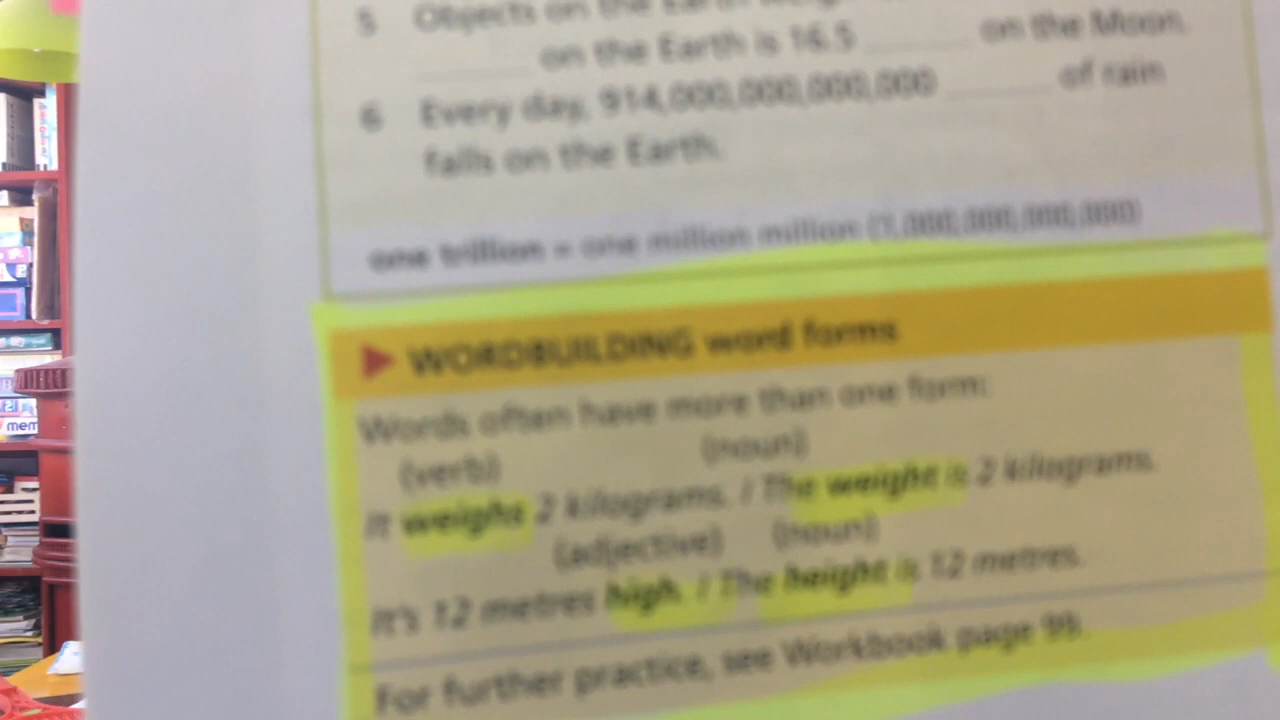 5 Objects on the Earth
on the Earth is 16.5 ______ on the Moon.
6 Every day, 914,000,000,000,000 ______ of rain
falls on the Earth.
one trillion = one million million (1,000,000,000,000)
WORDBUILDING word forms
Words often have more than one form:
(verb) (noun)
It weighs 2 kilograms. / The weight is 2 kilograms.
(adjective) (noun)
It's 12 metres high. / The height is 12 metres.
For further practice, see Workbook page 99.
mem